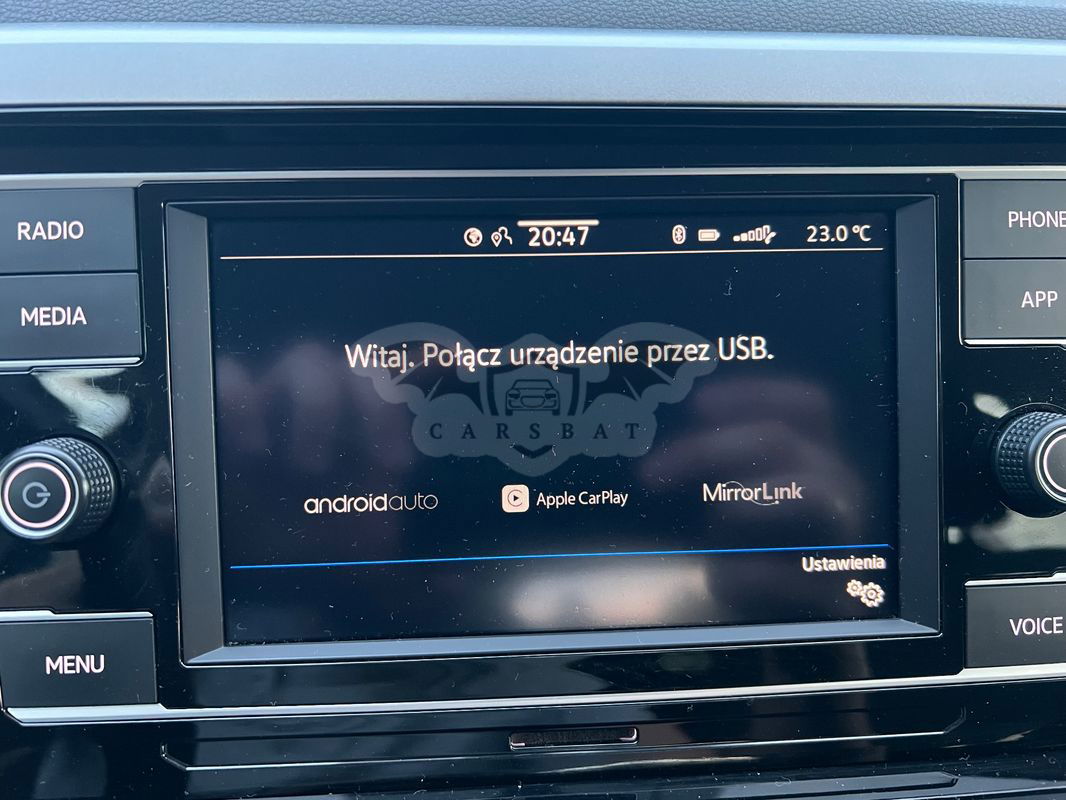 RADIO
MEDIA
MENU
20:47
23.0 °C
Witaj. Połącz urządzenie przez USB.
CARSBAT
androidauto
Apple CarPlay
MirrorLink
Ustawienia
PHONE
APP
VOICE